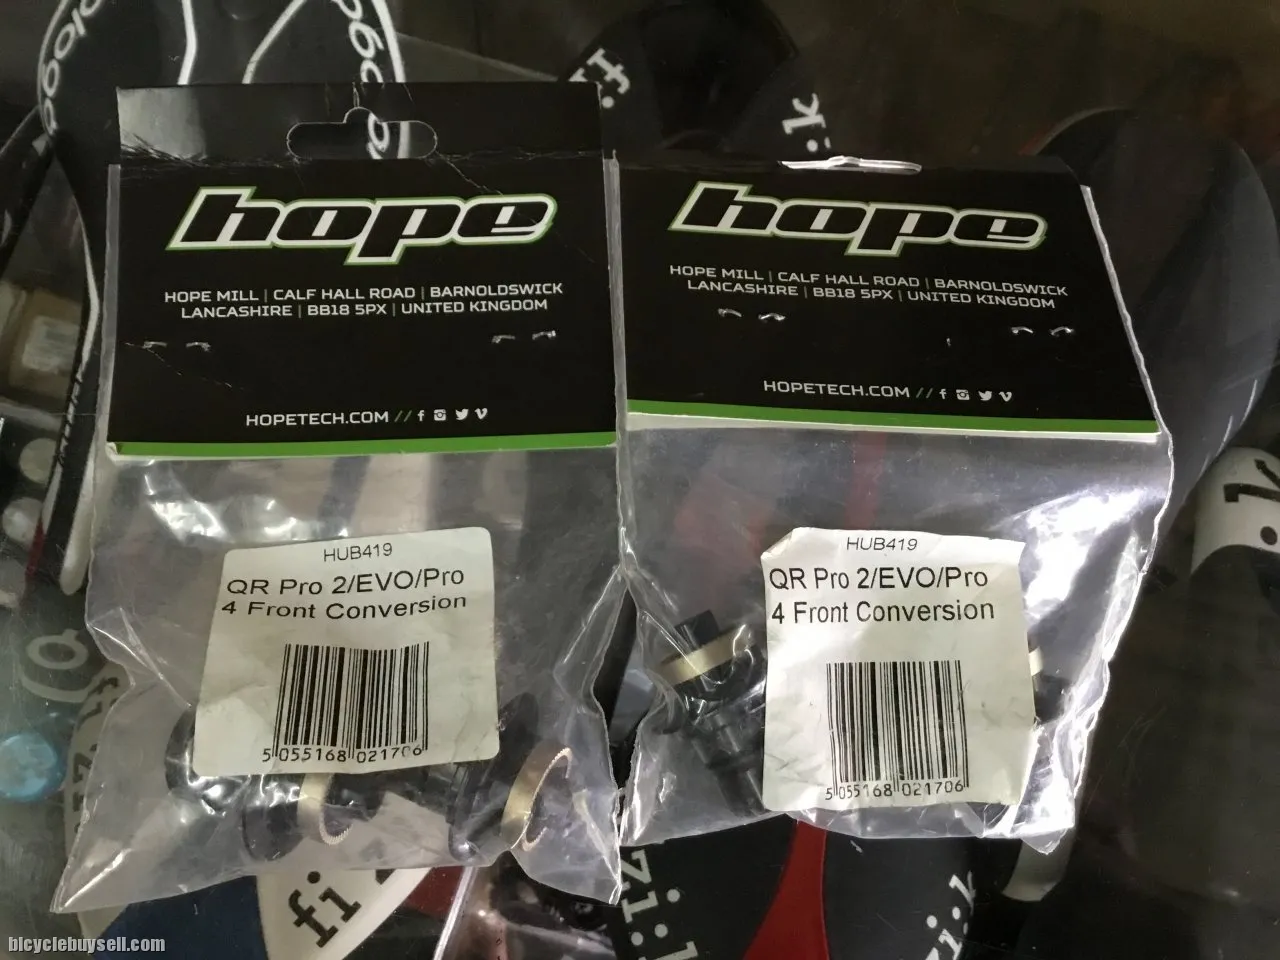 hope
HOPE MILL | CALF HALL ROAD | BARNOLDSWICK
LANCASHIRE | BB18 5PX | UNITED KINGDOM
HOPETECH.COM //
HUB419
QR Pro 2/EVO/Pro
4 Front Conversion
5 055168 021706
hope
HOPE MILL | CALF HALL ROAD | BARNOLDSWICK
LANCASHIRE | BB18 5PX | UNITED KINGDOM
HOPETECH.COM //
HUB419
QR Pro 2/EVO/Pro
4 Front Conversion
5 055168 021706
bicyclebuysell.com